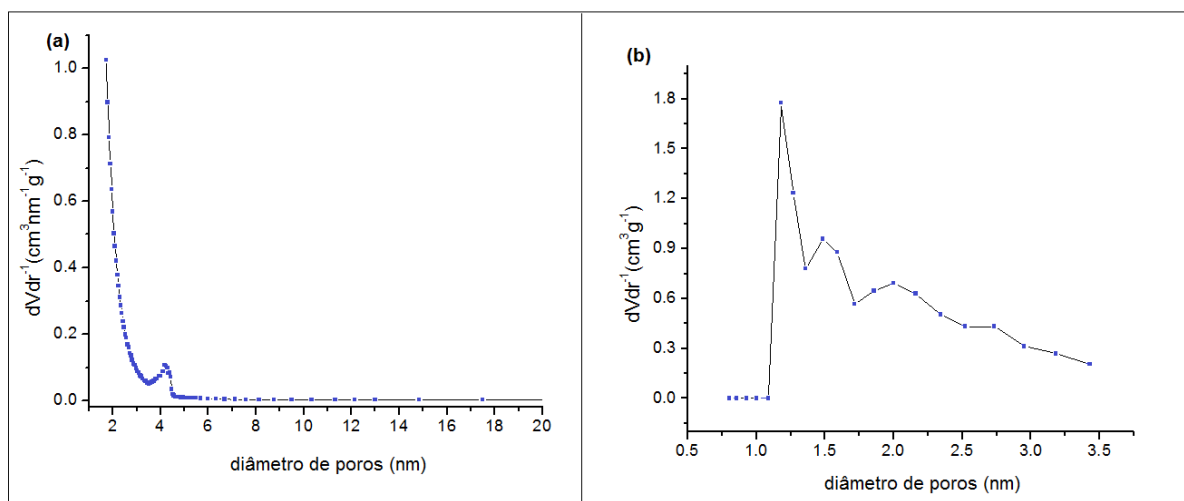 (a)
dVdr⁻¹(cm³nm⁻¹g⁻¹)
1.0
0.8
0.6
0.4
0.2
0.0
2 4 6 8 10 12 14 16 18 20
diâmetro de poros (nm)
(b)
dVdr⁻¹(cm³g⁻¹)
1.8
1.5
1.2
0.9
0.6
0.3
0.0
0.5 1.0 1.5 2.0 2.5 3.0 3.5
diâmetro de poros (nm)